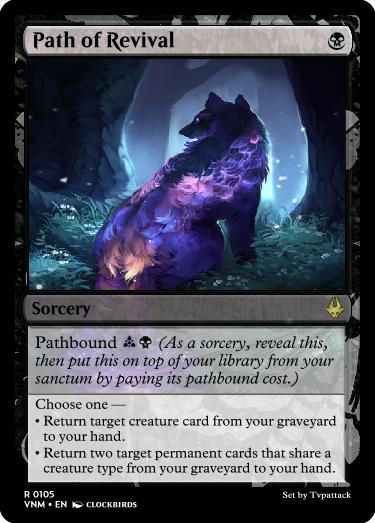 Path of Revival
Sorcery
Pathbound (As a sorcery, reveal this,
then put this on top of your library from your
sanctum by paying its pathbound cost.)
Choose one —
• Return target creature card from your graveyard
to your hand.
• Return two target permanent cards that share a
creature type from your graveyard to your hand.
R 0105
Set by Tvpattack
VNM • EN CLOCKBIRDS